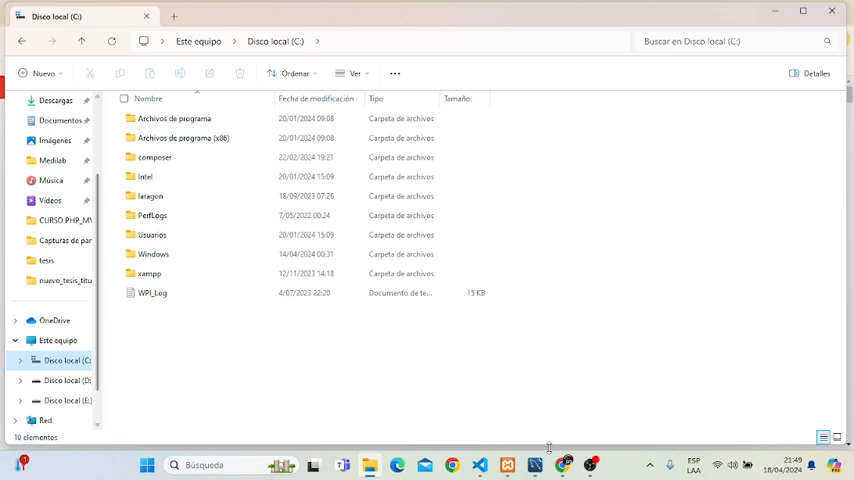 Disco local (C:)
Este equipo > Disco local (C:) >
Buscar en Disco local (C:)
Nuevo
Ordenar
Ver
Detalles
Nombre Fecha de modificación Tipo Tamaño
Archivos de programa 20/01/2024 09:08 Carpeta de archivos
Archivos de programa (x86) 20/01/2024 09:08 Carpeta de archivos
composer 22/02/2024 19:21 Carpeta de archivos
Intel 20/01/2024 15:09 Carpeta de archivos
laragon 18/09/2023 07:26 Carpeta de archivos
PerfLogs 7/05/2022 00:24 Carpeta de archivos
Usuarios 20/01/2024 15:09 Carpeta de archivos
Windows 14/04/2024 00:31 Carpeta de archivos
xampp 12/11/2023 14:18 Carpeta de archivos
WPI_Log 4/07/2023 22:20 Documento de te... 15 KB
Descargas
Documentos
Imágenes
Medilab
Música
Vídeos
CURSO PHP_MV
Capturas de par
tesis
nuevo_tesis_titu
OneDrive
Este equipo
Disco local (C:
Disco local (D:
Disco local (E:)
Red
10 elementos
1
Búsqueda
ESP
LAA
21:49
18/04/2024